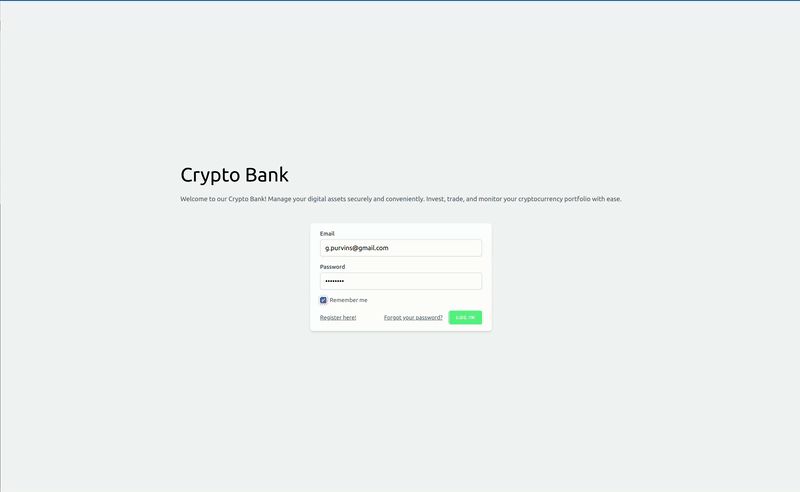 Crypto Bank
Welcome to our Crypto Bank! Manage your digital assets securely and conveniently. Invest, trade, and monitor your cryptocurrency portfolio with ease.
Email
g.purvins@gmail.com
Password
••••••••
Remember me
Register here!
Forgot your password?
LOG IN